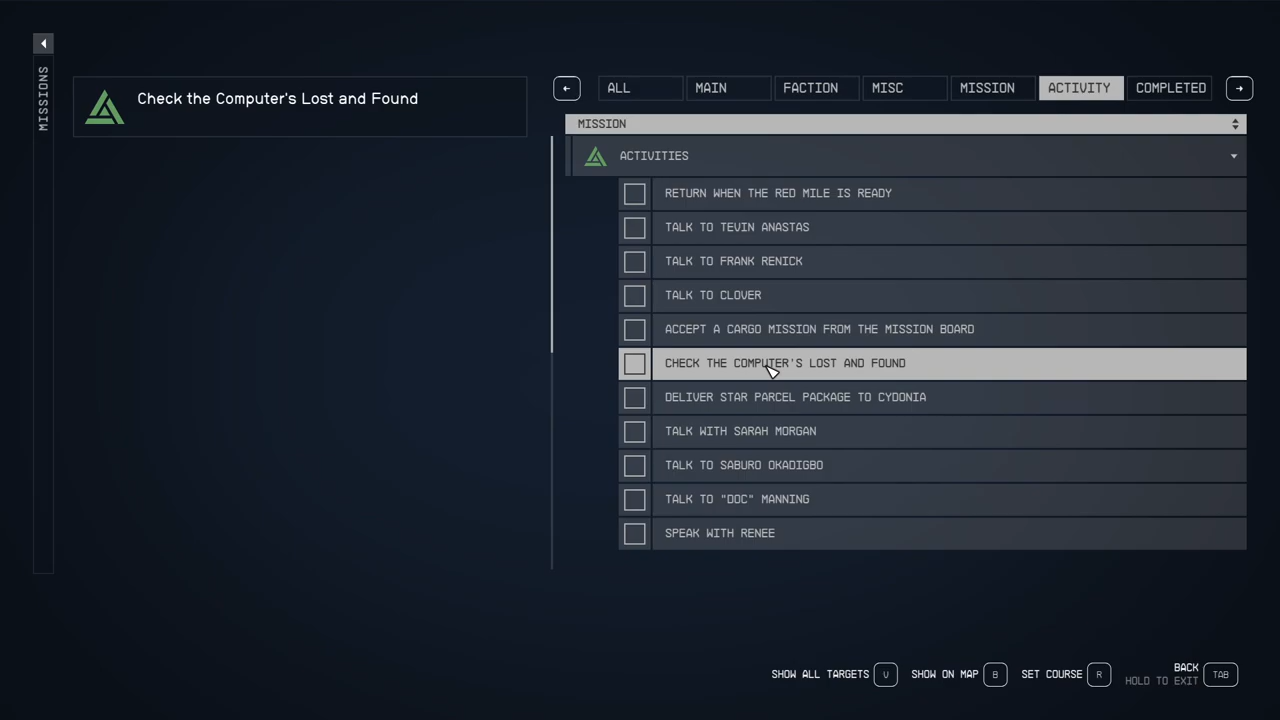 MISSIONS
Check the Computer's Lost and Found
ALL MAIN FACTION MISC MISSION ACTIVITY COMPLETED
MISSION
ACTIVITIES
RETURN WHEN THE RED MILE IS READY
TALK TO TEVIN ANASTAS
TALK TO FRANK RENICK
TALK TO CLOVER
ACCEPT A CARGO MISSION FROM THE MISSION BOARD
CHECK THE COMPUTER'S LOST AND FOUND
DELIVER STAR PARCEL PACKAGE TO CYDONIA
TALK WITH SARAH MORGAN
TALK TO SABURO OKADIGBO
TALK TO "DOC" MANNING
SPEAK WITH RENEE
SHOW ALL TARGETS V SHOW ON MAP B SET COURSE R BACK TAB
HOLD TO EXIT